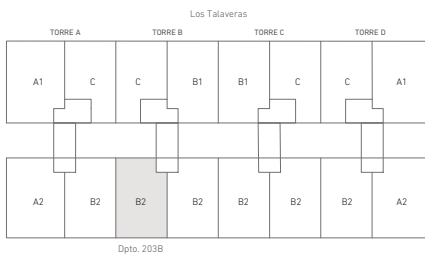 Los Talaveras
TORRE A TORRE B TORRE C TORRE D
A1 C C B1 B1 C C A1
A2 B2 B2 B2 B2 B2 B2 A2
Dpto. 203B